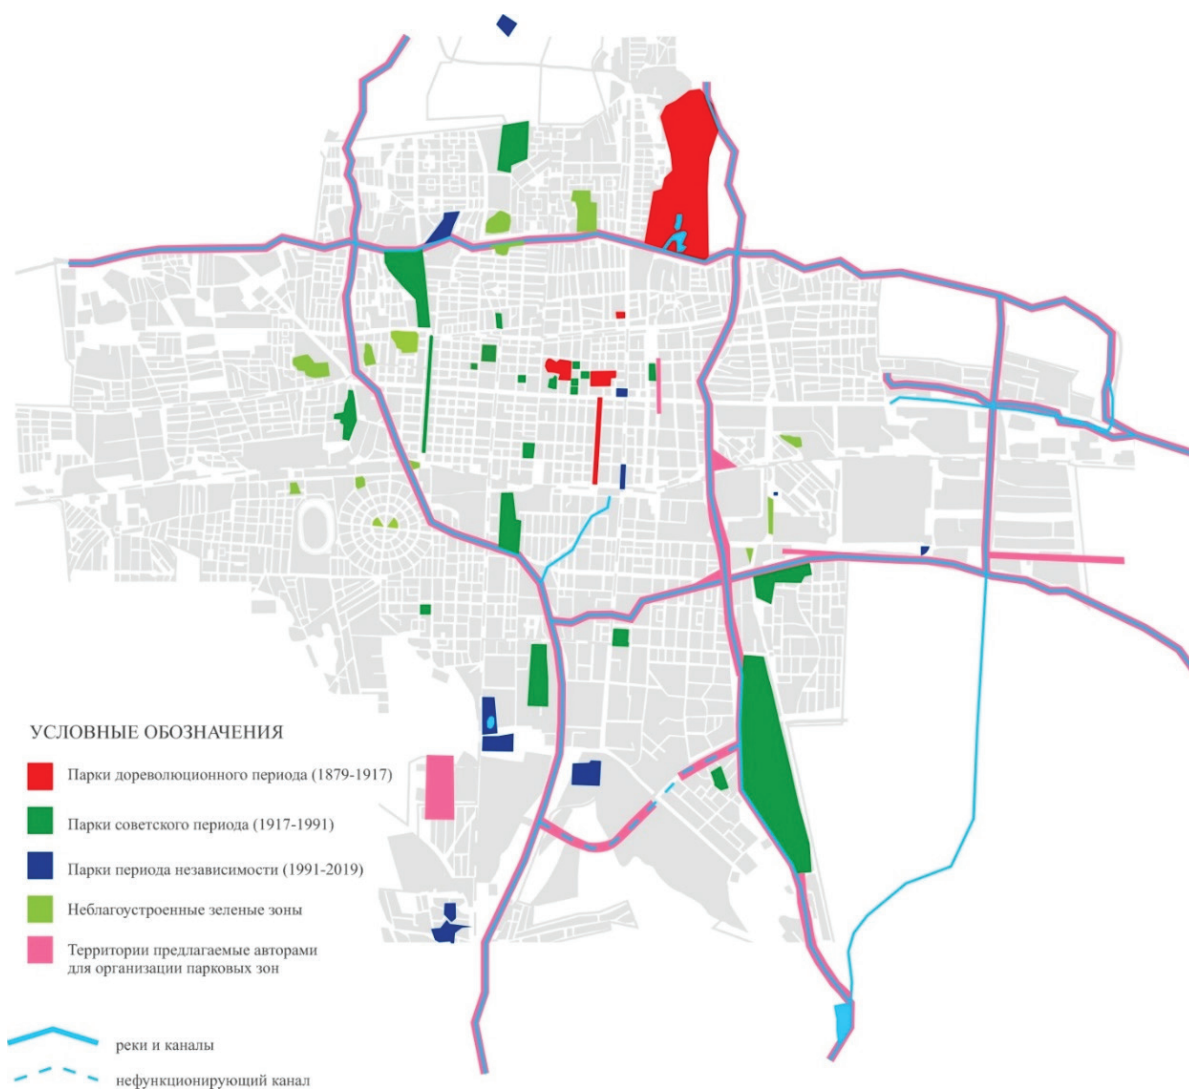 УСЛОВНЫЕ ОБОЗНАЧЕНИЯ
Парки дореволюционного периода (1879-1917)
Парки советского периода (1917-1991)
Парки периода независимости (1991-2019)
Неблагоустроенные зеленые зоны
Территории предлагаемые авторами
для организации парковых зон
реки и каналы
нефункционирующий канал